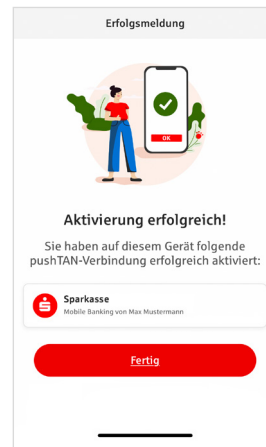 Erfolgsmeldung
OK
Aktivierung erfolgreich!
Sie haben auf diesem Gerät folgende
pushTAN-Verbindung erfolgreich aktiviert:
Sparkasse
Mobile Banking von Max Mustermann
Fertig